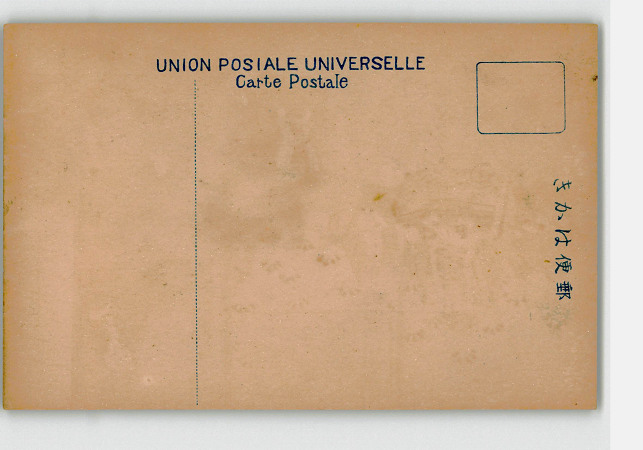 UNION POSIALE UNIVERSELLE
Carte Postale
郵便はかき